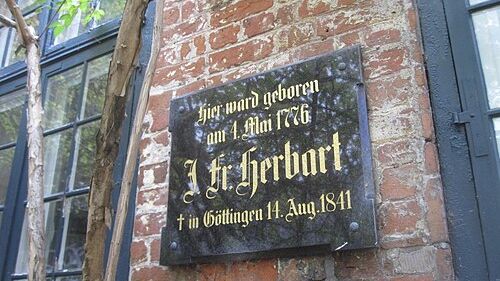 Hier ward geboren
am 4. Mai 1776
J. Fr. Herbart
† in Göttingen 14. Aug. 1841